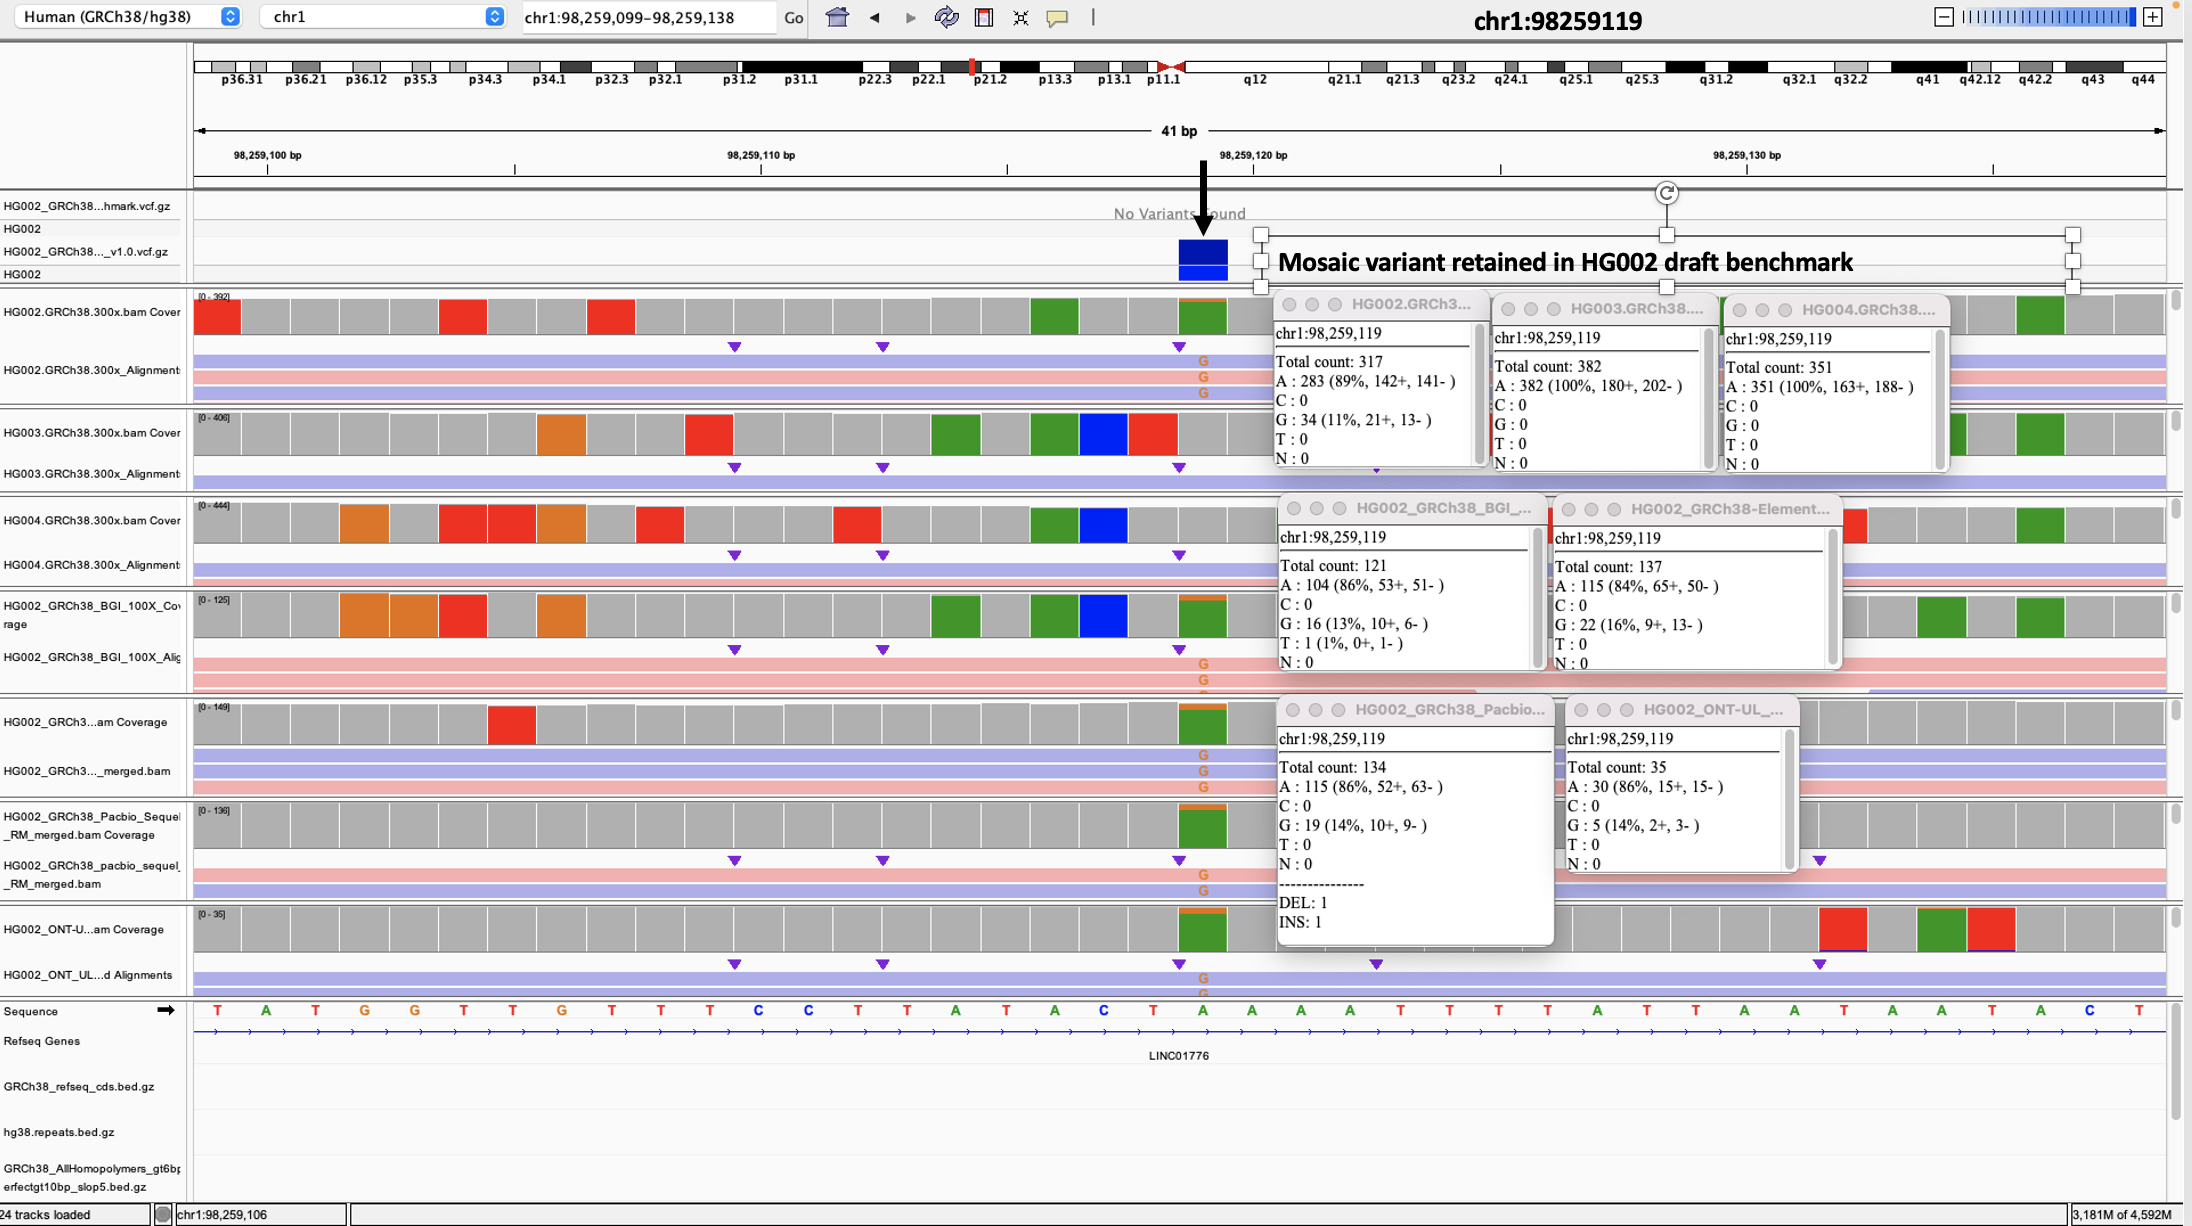 Human (GRCh38/hg38)
chr1
chr1:98,259,099-98,259,138
Go
chr1:98259119
p36.31 p36.21 p36.12 p35.3 p34.3 p34.1 p32.3 p32.1 p31.2 p31.1 p22.3 p22.1 p21.2 p13.3 p13.1 p11.1 q12 q21.1 q21.3 q23.2 q24.1 q25.1 q25.3 q31.2 q32.1 q32.2 q41 q42.12 q42.2 q43 q44
41 bp
98,259,100 bp 98,259,110 bp 98,259,120 bp 98,259,130 bp
HG002_GRCh38...hmark.vcf.gz
HG002
HG002_GRCh38..._v1.0.vcf.gz
HG002
Mosaic variant retained in HG002 draft benchmark
HG002.GRCh38.300x.bam Cover
[0 - 392]
HG002.GRCh38.300x_Alignment
G
G
G
HG002.GRCh3...
chr1:98,259,119
Total count: 317
A : 283 (89%, 142+, 141- )
C : 0
G : 34 (11%, 21+, 13- )
T : 0
N : 0
HG003.GRCh38....
chr1:98,259,119
Total count: 382
A : 382 (100%, 180+, 202- )
C : 0
G : 0
T : 0
N : 0
HG004.GRCh38....
chr1:98,259,119
Total count: 351
A : 351 (100%, 163+, 188- )
C : 0
G : 0
T : 0
N : 0
HG003.GRCh38.300x.bam Cover
[0 - 406]
HG003.GRCh38.300x_Alignment
HG004.GRCh38.300x.bam Cover
[0 - 444]
HG004.GRCh38.300x_Alignment
HG002_GRCh38_BGI_...
chr1:98,259,119
Total count: 121
A : 104 (86%, 53+, 51- )
C : 0
G : 16 (13%, 10+, 6- )
T : 1 (1%, 0+, 1- )
N : 0
HG002_GRCh38-Element...
chr1:98,259,119
Total count: 137
A : 115 (84%, 65+, 50- )
C : 0
G : 22 (16%, 9+, 13- )
T : 0
N : 0
HG002_GRCh38_BGI_100X_Cov
rage
[0 - 125]
HG002_GRCh38_BGI_100X_Alig
G
G
HG002_GRCh3...am Coverage
[0 - 149]
HG002_GRCh3..._merged.bam
G
G
G
HG002_GRCh38_Pacbio...
chr1:98,259,119
Total count: 134
A : 115 (86%, 52+, 63- )
C : 0
G : 19 (14%, 10+, 9- )
T : 0
N : 0
---------------
DEL: 1
INS: 1
HG002_ONT-UL_...
chr1:98,259,119
Total count: 35
A : 30 (86%, 15+, 15- )
C : 0
G : 5 (14%, 2+, 3- )
T : 0
N : 0
HG002_GRCh38_Pacbio_Sequel
_RM_merged.bam Coverage
[0 - 136]
HG002_GRCh38_pacbio_sequel_
_RM_merged.bam
G
G
HG002_ONT-U...am Coverage
[0 - 35]
HG002_ONT_UL...d Alignments
G
G
Sequence
T A T G G T T G T T T C C T T A T A C T A A A A T T T T A T T A A T A A T A C T
Refseq Genes
LINC01776
GRCh38_refseq_cds.bed.gz
hg38.repeats.bed.gz
GRCh38_AllHomopolymers_gt6bp
erfectgt10bp_slop5.bed.gz
24 tracks loaded
chr1:98,259,106
3,181M of 4,592M